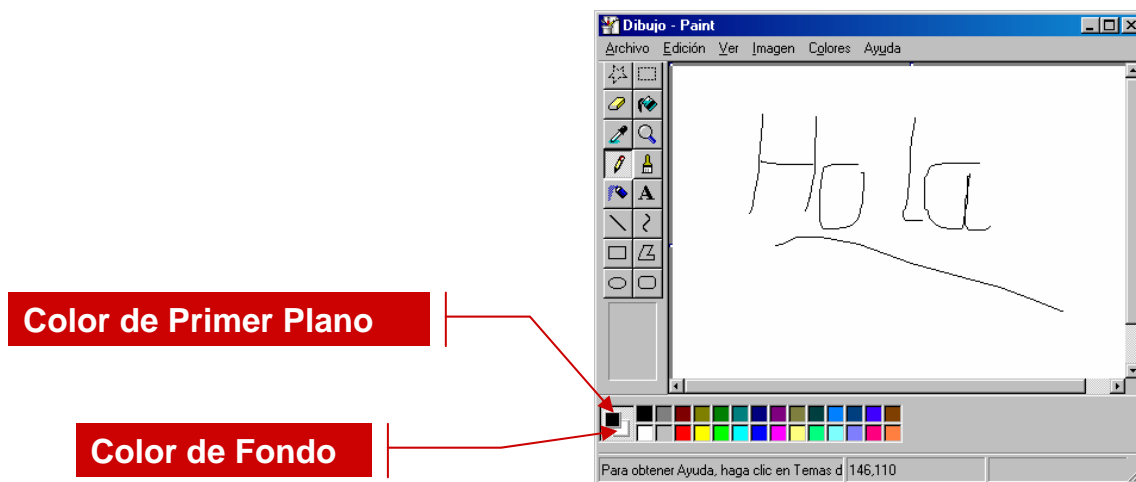 Dibujo - Paint
Archivo Edición Ver Imagen Colores Ayuda
A
Hola
Color de Primer Plano
Color de Fondo
Para obtener Ayuda, haga clic en Temas d 146,110